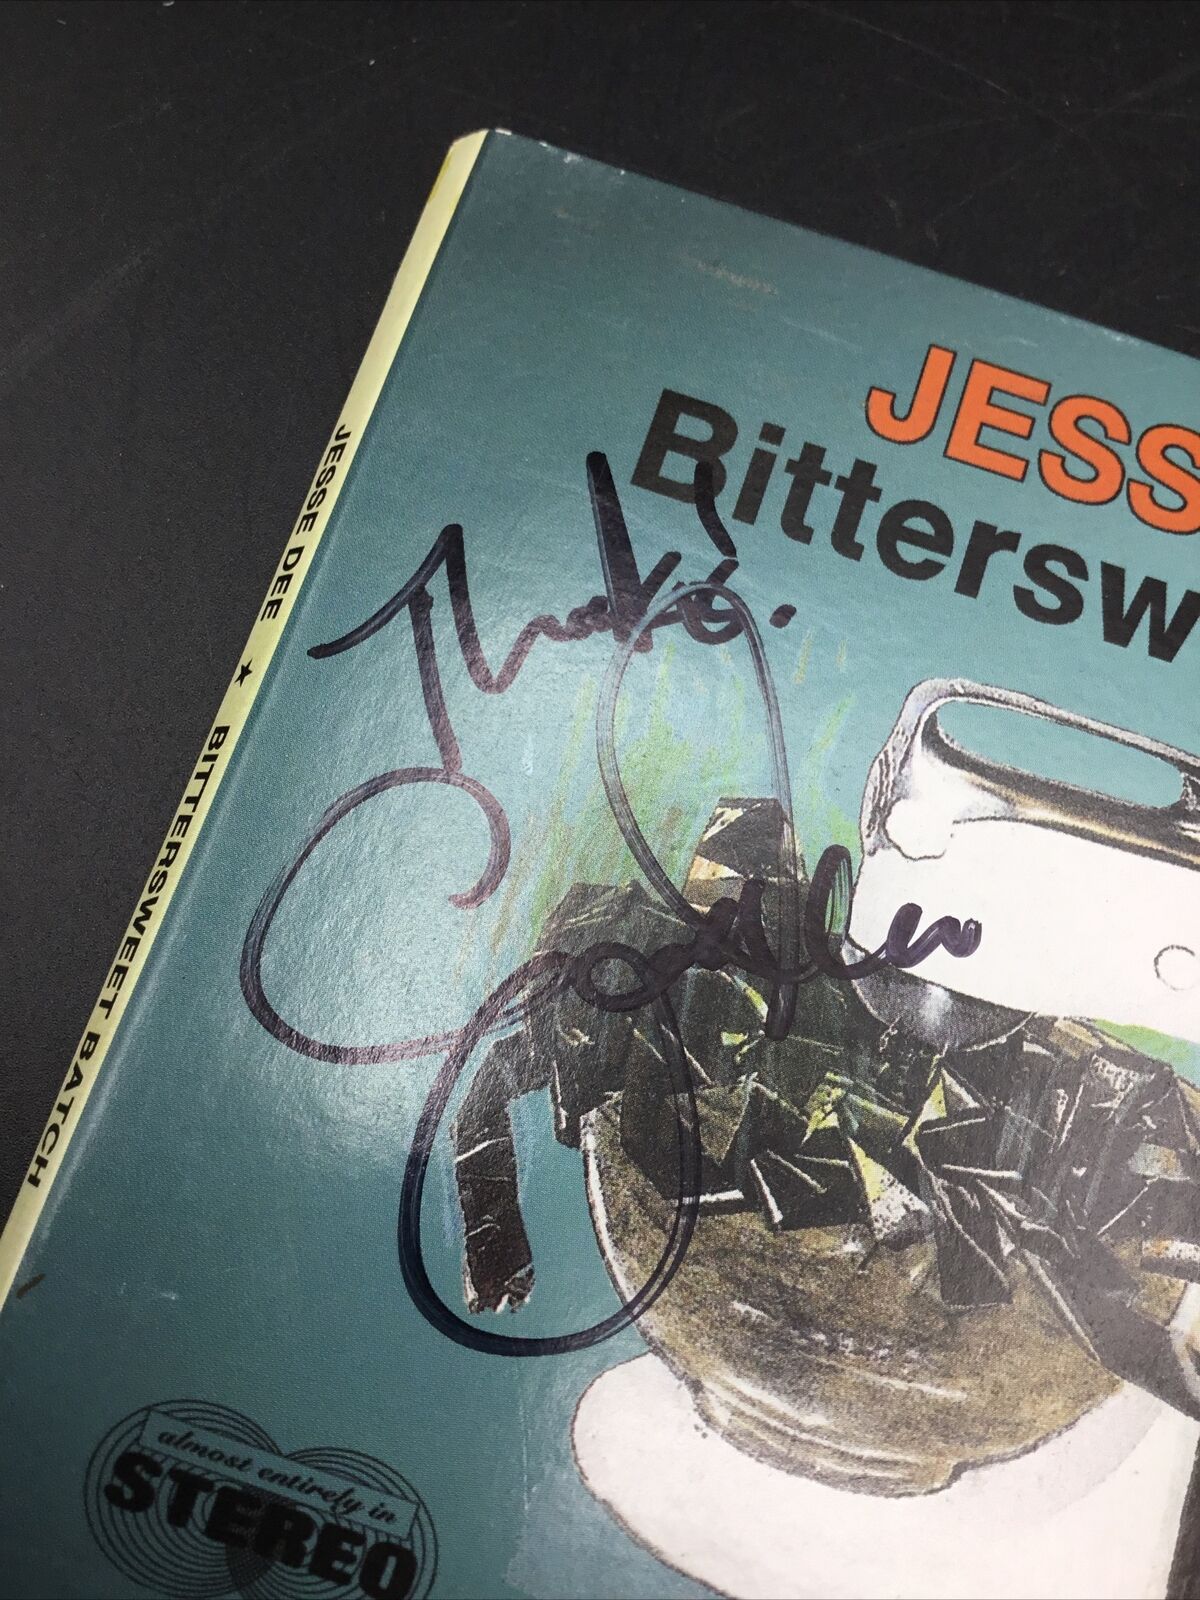 JESSE DEE ★ BITTERSWEET BATCH
JESS
Bittersw
Thanks!
almost entirely in
STEREO